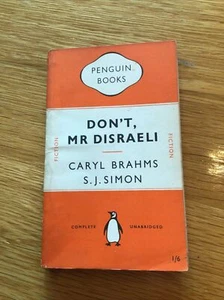 PENGUIN
BOOKS
DON'T,
MR DISRAELI
FICTION
FICTION
CARYL BRAHMS
S. J. SIMON
COMPLETE
UNABRIDGED
1/6